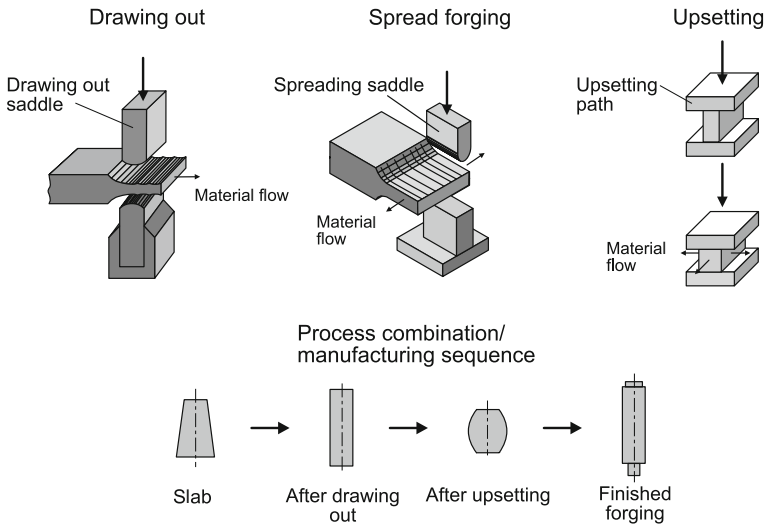 Drawing out
Spread forging
Upsetting
Drawing out
saddle
Material flow
Spreading saddle
Material
flow
Upsetting
path
Material
flow
Process combination/
manufacturing sequence
Slab
After drawing
out
After upsetting
Finished
forging